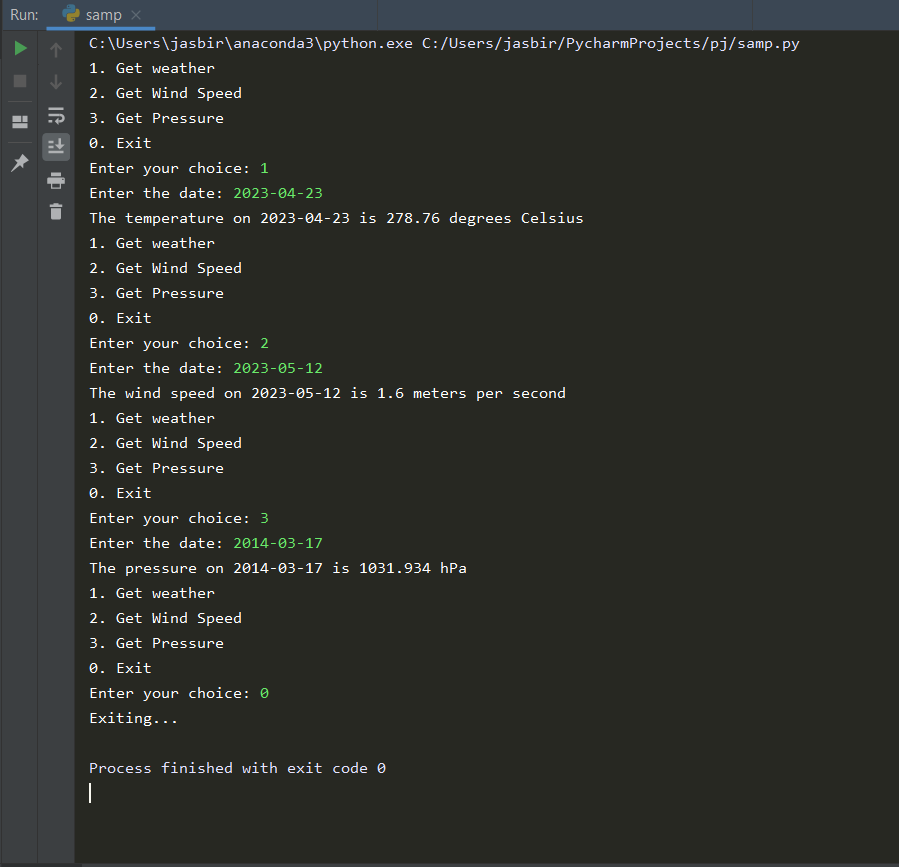 Run: samp
C:\Users\jasbir\anaconda3\python.exe C:/Users/jasbir/PycharmProjects/pj/samp.py
1. Get weather
2. Get Wind Speed
3. Get Pressure
0. Exit
Enter your choice: 1
Enter the date: 2023-04-23
The temperature on 2023-04-23 is 278.76 degrees Celsius
1. Get weather
2. Get Wind Speed
3. Get Pressure
0. Exit
Enter your choice: 2
Enter the date: 2023-05-12
The wind speed on 2023-05-12 is 1.6 meters per second
1. Get weather
2. Get Wind Speed
3. Get Pressure
0. Exit
Enter your choice: 3
Enter the date: 2014-03-17
The pressure on 2014-03-17 is 1031.934 hPa
1. Get weather
2. Get Wind Speed
3. Get Pressure
0. Exit
Enter your choice: 0
Exiting...
Process finished with exit code 0